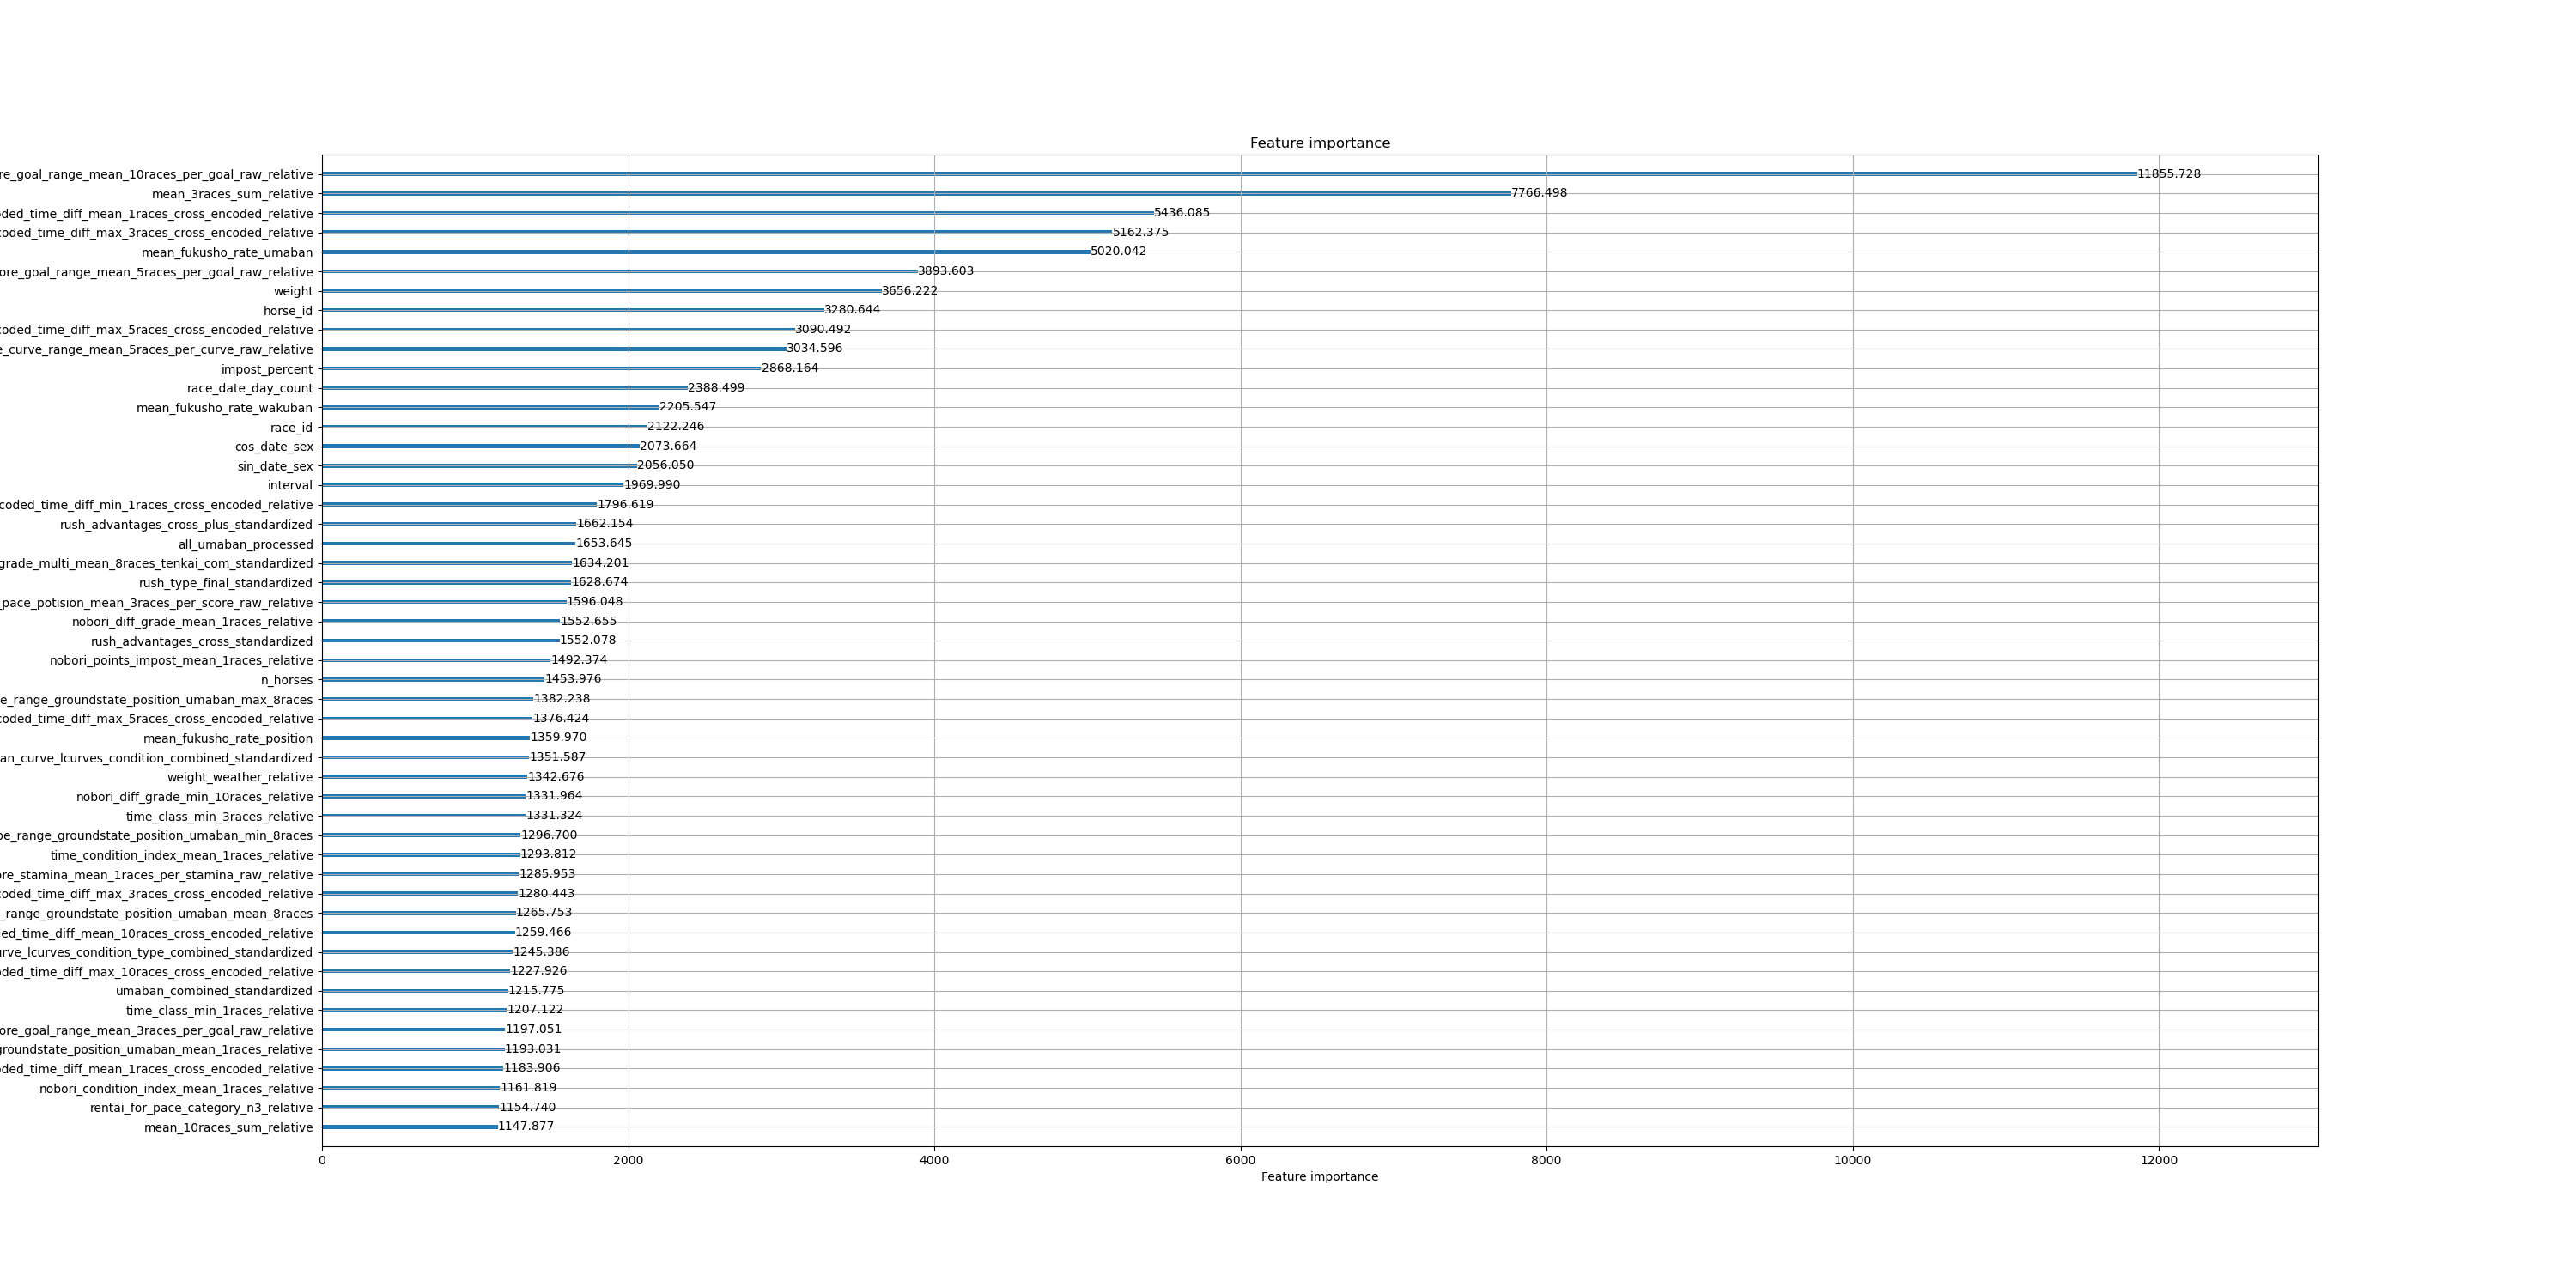 Feature importance
re_goal_range_mean_10races_per_goal_raw_relative 11855.728
mean_3races_sum_relative 7766.498
ded_time_diff_mean_1races_cross_encoded_relative 5436.085
coded_time_diff_max_3races_cross_encoded_relative 5162.375
mean_fukusho_rate_umaban 5020.042
ore_goal_range_mean_5races_per_goal_raw_relative 3893.603
weight 3656.222
horse_id 3280.644
coded_time_diff_max_5races_cross_encoded_relative 3090.492
e_curve_range_mean_5races_per_curve_raw_relative 3034.596
impost_percent 2868.164
race_date_day_count 2388.499
mean_fukusho_rate_wakuban 2205.547
race_id 2122.246
cos_date_sex 2073.664
sin_date_sex 2056.050
interval 1969.990
coded_time_diff_min_1races_cross_encoded_relative 1796.619
rush_advantages_cross_plus_standardized 1662.154
all_umaban_processed 1653.645
grade_multi_mean_8races_tenkai_com_standardized 1634.201
rush_type_final_standardized 1628.674
_pace_potision_mean_3races_per_score_raw_relative 1596.048
nobori_diff_grade_mean_1races_relative 1552.655
rush_advantages_cross_standardized 1552.078
nobori_points_impost_mean_1races_relative 1492.374
n_horses 1453.976
e_range_groundstate_position_umaban_max_8races 1382.238
coded_time_diff_max_5races_cross_encoded_relative 1376.424
mean_fukusho_rate_position 1359.970
an_curve_lcurves_condition_combined_standardized 1351.587
weight_weather_relative 1342.676
nobori_diff_grade_min_10races_relative 1331.964
time_class_min_3races_relative 1331.324
pe_range_groundstate_position_umaban_min_8races 1296.700
time_condition_index_mean_1races_relative 1293.812
ore_stamina_mean_1races_per_stamina_raw_relative 1285.953
coded_time_diff_max_3races_cross_encoded_relative 1280.443
_range_groundstate_position_umaban_mean_8races 1265.753
ed_time_diff_mean_10races_cross_encoded_relative 1259.466
urve_lcurves_condition_type_combined_standardized 1245.386
ded_time_diff_max_10races_cross_encoded_relative 1227.926
umaban_combined_standardized 1215.775
time_class_min_1races_relative 1207.122
ore_goal_range_mean_3races_per_goal_raw_relative 1197.051
groundstate_position_umaban_mean_1races_relative 1193.031
ded_time_diff_mean_1races_cross_encoded_relative 1183.906
nobori_condition_index_mean_1races_relative 1161.819
rentai_for_pace_category_n3_relative 1154.740
mean_10races_sum_relative 1147.877
0 2000 4000 6000 8000 10000 12000
Feature importance